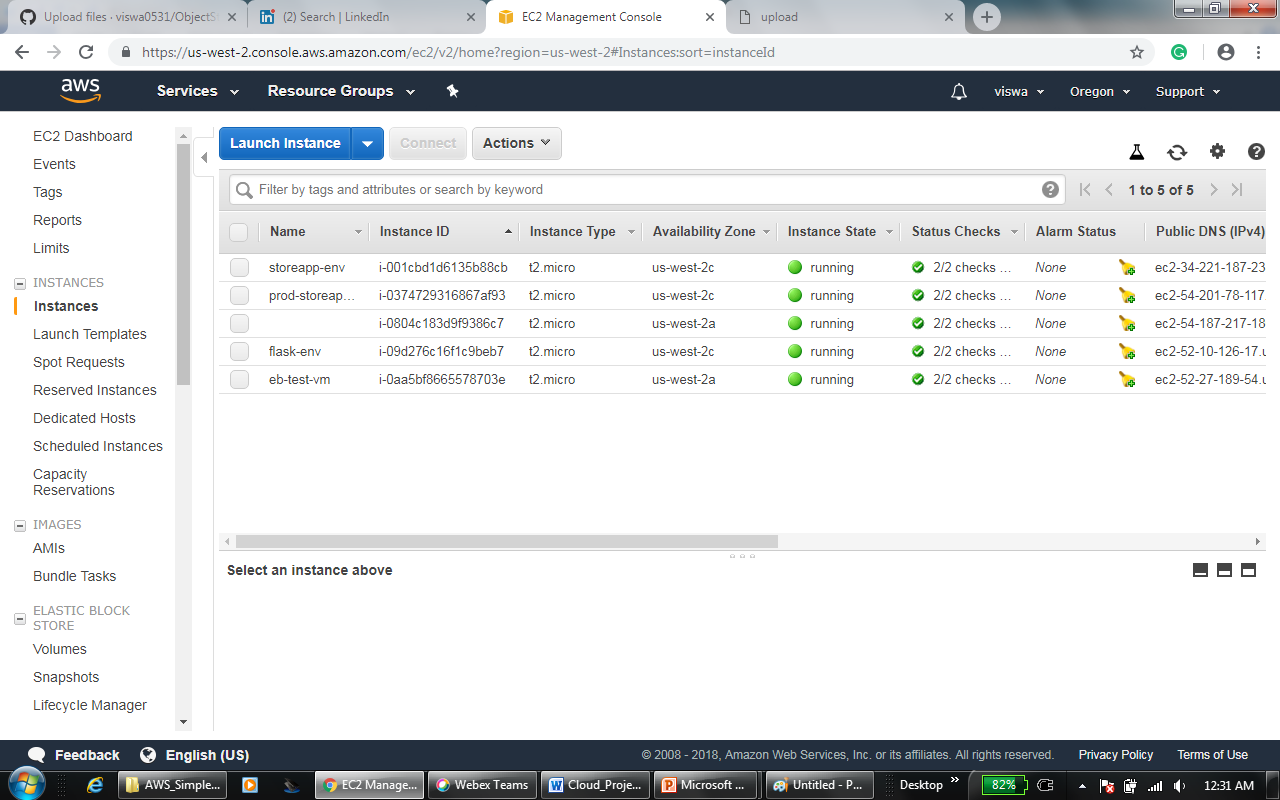 Upload files · viswa0531/ObjectS
(2) Search | LinkedIn
EC2 Management Console
upload
https://us-west-2.console.aws.amazon.com/ec2/v2/home?region=us-west-2#Instances:sort=instanceId
aws Services Resource Groups viswa Oregon Support
EC2 Dashboard
Events
Tags
Reports
Limits
INSTANCES
Instances
Launch Templates
Spot Requests
Reserved Instances
Dedicated Hosts
Scheduled Instances
Capacity
Reservations
IMAGES
AMIs
Bundle Tasks
ELASTIC BLOCK
STORE
Volumes
Snapshots
Lifecycle Manager
Launch Instance Connect Actions
Filter by tags and attributes or search by keyword 1 to 5 of 5
Name Instance ID Instance Type Availability Zone Instance State Status Checks Alarm Status Public DNS (IPv4)
storeapp-env i-001cbd1d6135b88cb t2.micro us-west-2c running 2/2 checks ... None ec2-34-221-187-23
prod-storeap... i-0374729316867af93 t2.micro us-west-2c running 2/2 checks ... None ec2-54-201-78-117.
i-0804c183d9f9386c7 t2.micro us-west-2a running 2/2 checks ... None ec2-54-187-217-18
flask-env i-09d276c16f1c9beb7 t2.micro us-west-2c running 2/2 checks ... None ec2-52-10-126-17.u
eb-test-vm i-0aa5bf8665578703e t2.micro us-west-2a running 2/2 checks ... None ec2-52-27-189-54.u
Select an instance above
Feedback English (US) © 2008 - 2018, Amazon Web Services, Inc. or its affiliates. All rights reserved. Privacy Policy Terms of Use
AWS_Simple... EC2 Manage... Webex Teams Cloud_Proje... Microsoft ... Untitled - P... Desktop » 82% 12:31 AM